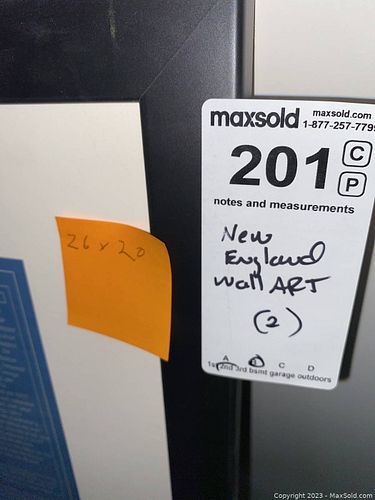 maxsold maxsold.com
1-877-257-779
201 C
P
notes and measurements
New
England
Wall ART
(2)
26 x 20
A B C D
1st 2nd 3rd bsmt garage outdoors
Copyright © 2023 - MaxSold.com